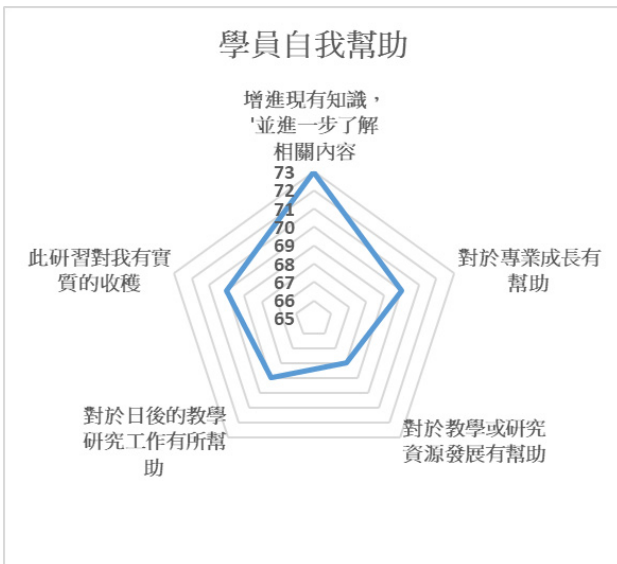 學員自我幫助
增進現有知識，
'並進一步了解
相關內容
73
72
71
70
69
68
67
66
65
對於專業成長有
幫助
對於教學或研究
資源發展有幫助
對於日後的教學
研究工作有所幫
助
此研習對我有實
質的收穫